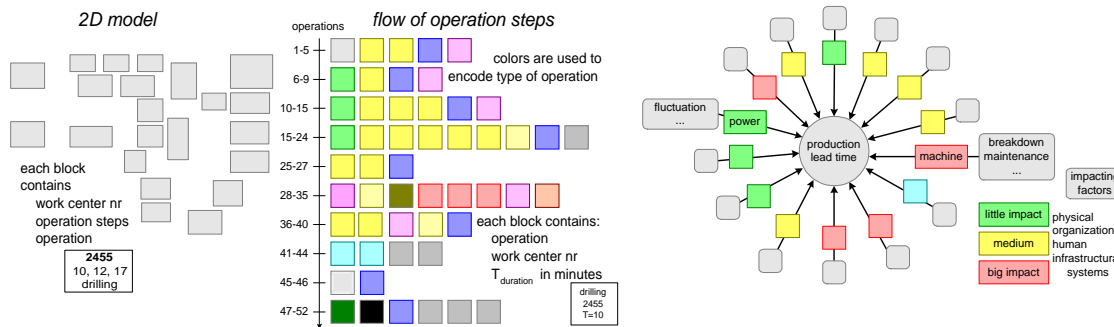 2D model
each block
contains
work center nr
operation steps
operation
2455
10, 12, 17
drilling
flow of operation steps
operations
1-5
6-9
10-15
15-24
25-27
28-35
36-40
41-44
45-46
47-52
colors are used to
encode type of operation
each block contains:
operation
work center nr
Tduration in minutes
drilling
2455
T=10
fluctuation
...
power
production
lead time
machine
breakdown
maintenance
...
impacting
factors
little impact
medium
big impact
physical
organization
human
infrastructural
systems